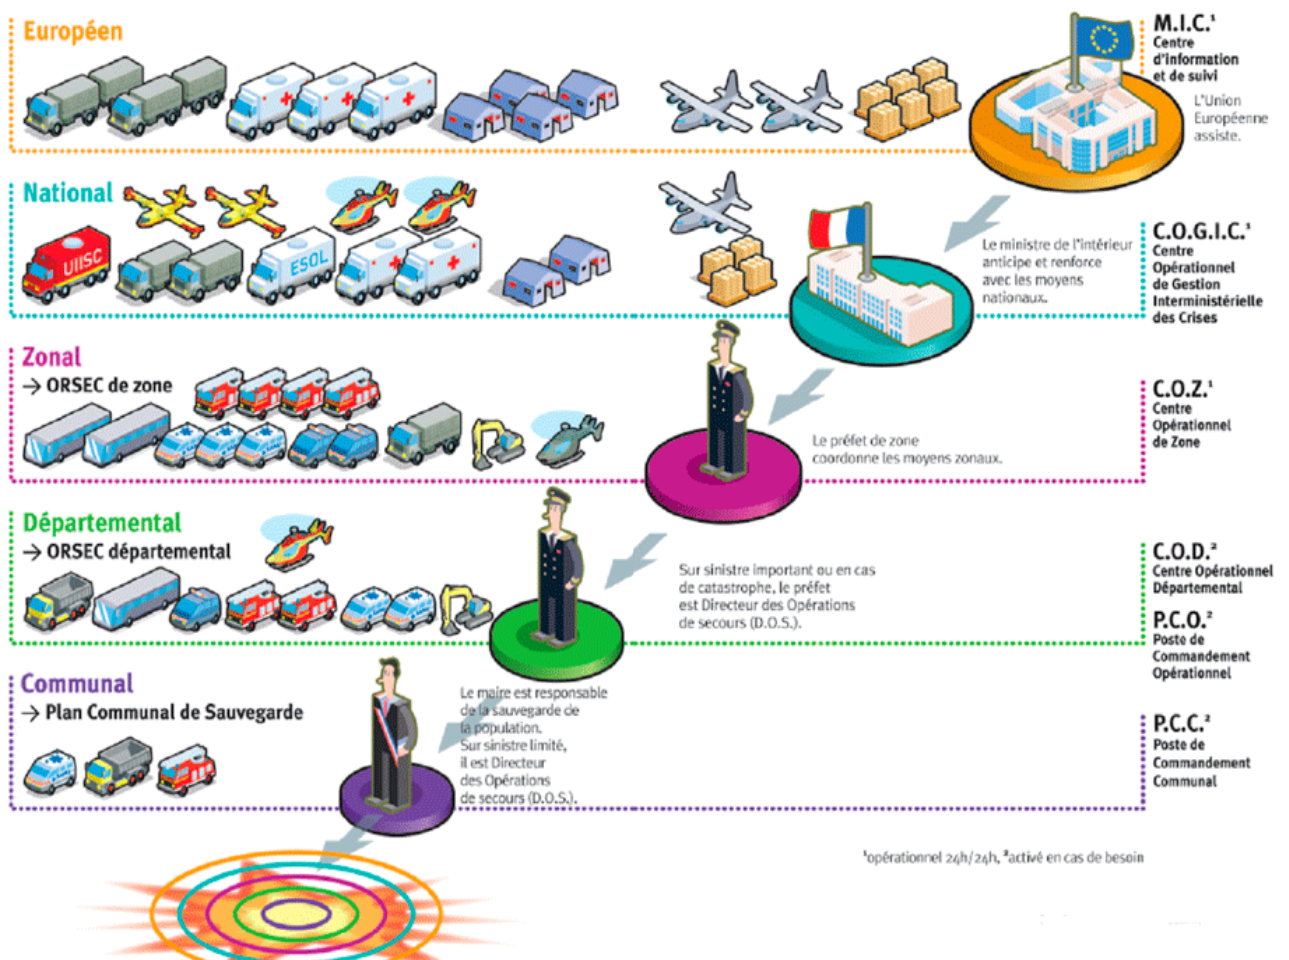 Européen
M.I.C.¹
Centre
d'information
et de suivi
L'Union
Européenne
assiste.
National
UIISC
ESOL
Le ministre de l'intérieur
anticipe et renforce
avec les moyens
nationaux.
C.O.G.I.C.¹
Centre
Opérationnel
de Gestion
Interministérielle
des Crises
Zonal
→ ORSEC de zone
Le préfet de zone
coordonne les moyens zonaux.
C.O.Z.¹
Centre
Opérationnel
de Zone
Départemental
→ ORSEC départemental
Sur sinistre important ou en cas
de catastrophe, le préfet
est Directeur des Opérations
de secours (D.O.S.).
C.O.D.²
Centre Opérationnel
Départemental
P.C.O.²
Poste de
Commandement
Opérationnel
Communal
→ Plan Communal de Sauvegarde
Le maire est responsable
de la sauvegarde de
la population.
Sur sinistre limité,
il est Directeur
des Opérations
de secours (D.O.S.).
P.C.C.²
Poste de
Commandement
Communal
¹opérationnel 24h/24h, ²activé en cas de besoin